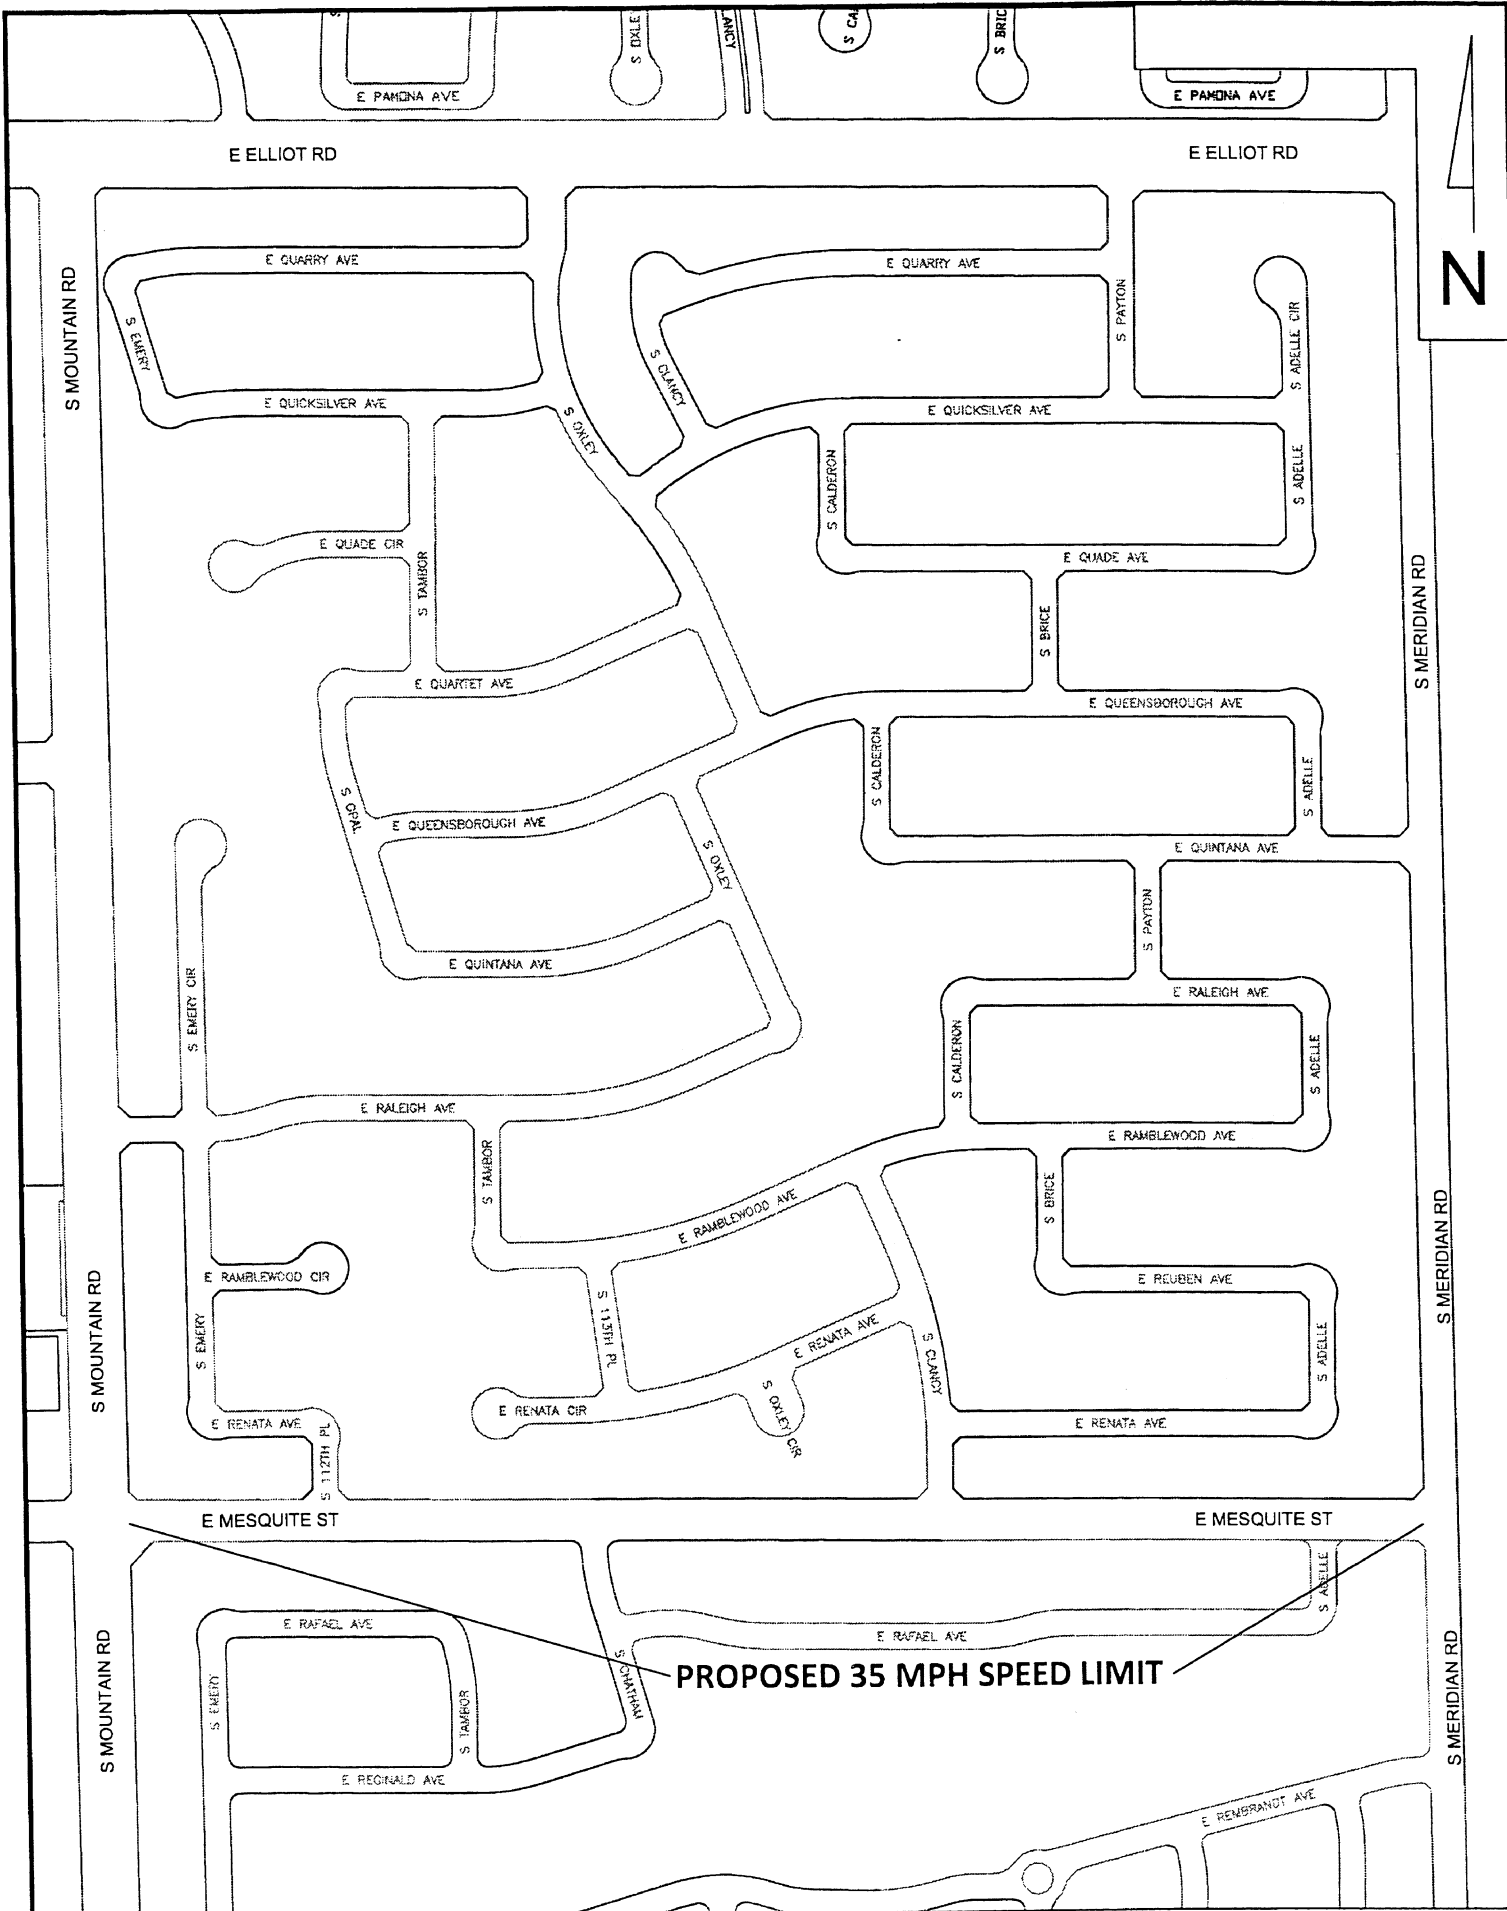 S OXLEY
CLANCY
S CA
S BRIC
E PAMONA AVE
E PAMONA AVE
E ELLIOT RD
E ELLIOT RD
N
E QUARRY AVE
E QUARRY AVE
S MOUNTAIN RD
S EMERY
S PAYTON
S ADELLE CIR
S CLANCY
E QUICKSILVER AVE
E QUICKSILVER AVE
S OXLEY
S CALDERON
S ADELLE
E QUADE CIR
S TAMBOR
E QUADE AVE
S BRICE
S MERIDIAN RD
E QUARTET AVE
E QUEENSBOROUGH AVE
S CALDERON
S ADELLE
S OPAL
E QUEENSBOROUGH AVE
S OXLEY
E QUINTANA AVE
S PAYTON
E QUINTANA AVE
S EMERY CIR
E RALEIGH AVE
S CALDERON
S ADELLE
E RALEIGH AVE
S TAMBOR
E RAMBLEWOOD AVE
E RAMBLEWOOD AVE
S BRICE
S MERIDIAN RD
E RAMBLEWOOD CIR
E REUBEN AVE
S MOUNTAIN RD
S EMERY
S 113TH PL
E RENATA AVE
S CLANCY
S ADELLE
E RENATA CIR
S OXLEY CIR
E RENATA AVE
S 112TH PL
E RENATA AVE
E MESQUITE ST
E MESQUITE ST
S ADELLE
E RAFAEL AVE
E RAFAEL AVE
S CHATHAM
PROPOSED 35 MPH SPEED LIMIT
S MOUNTAIN RD
S EMERY
S TAMBOR
S MERIDIAN RD
E REGINALD AVE
E REMBRANDT AVE